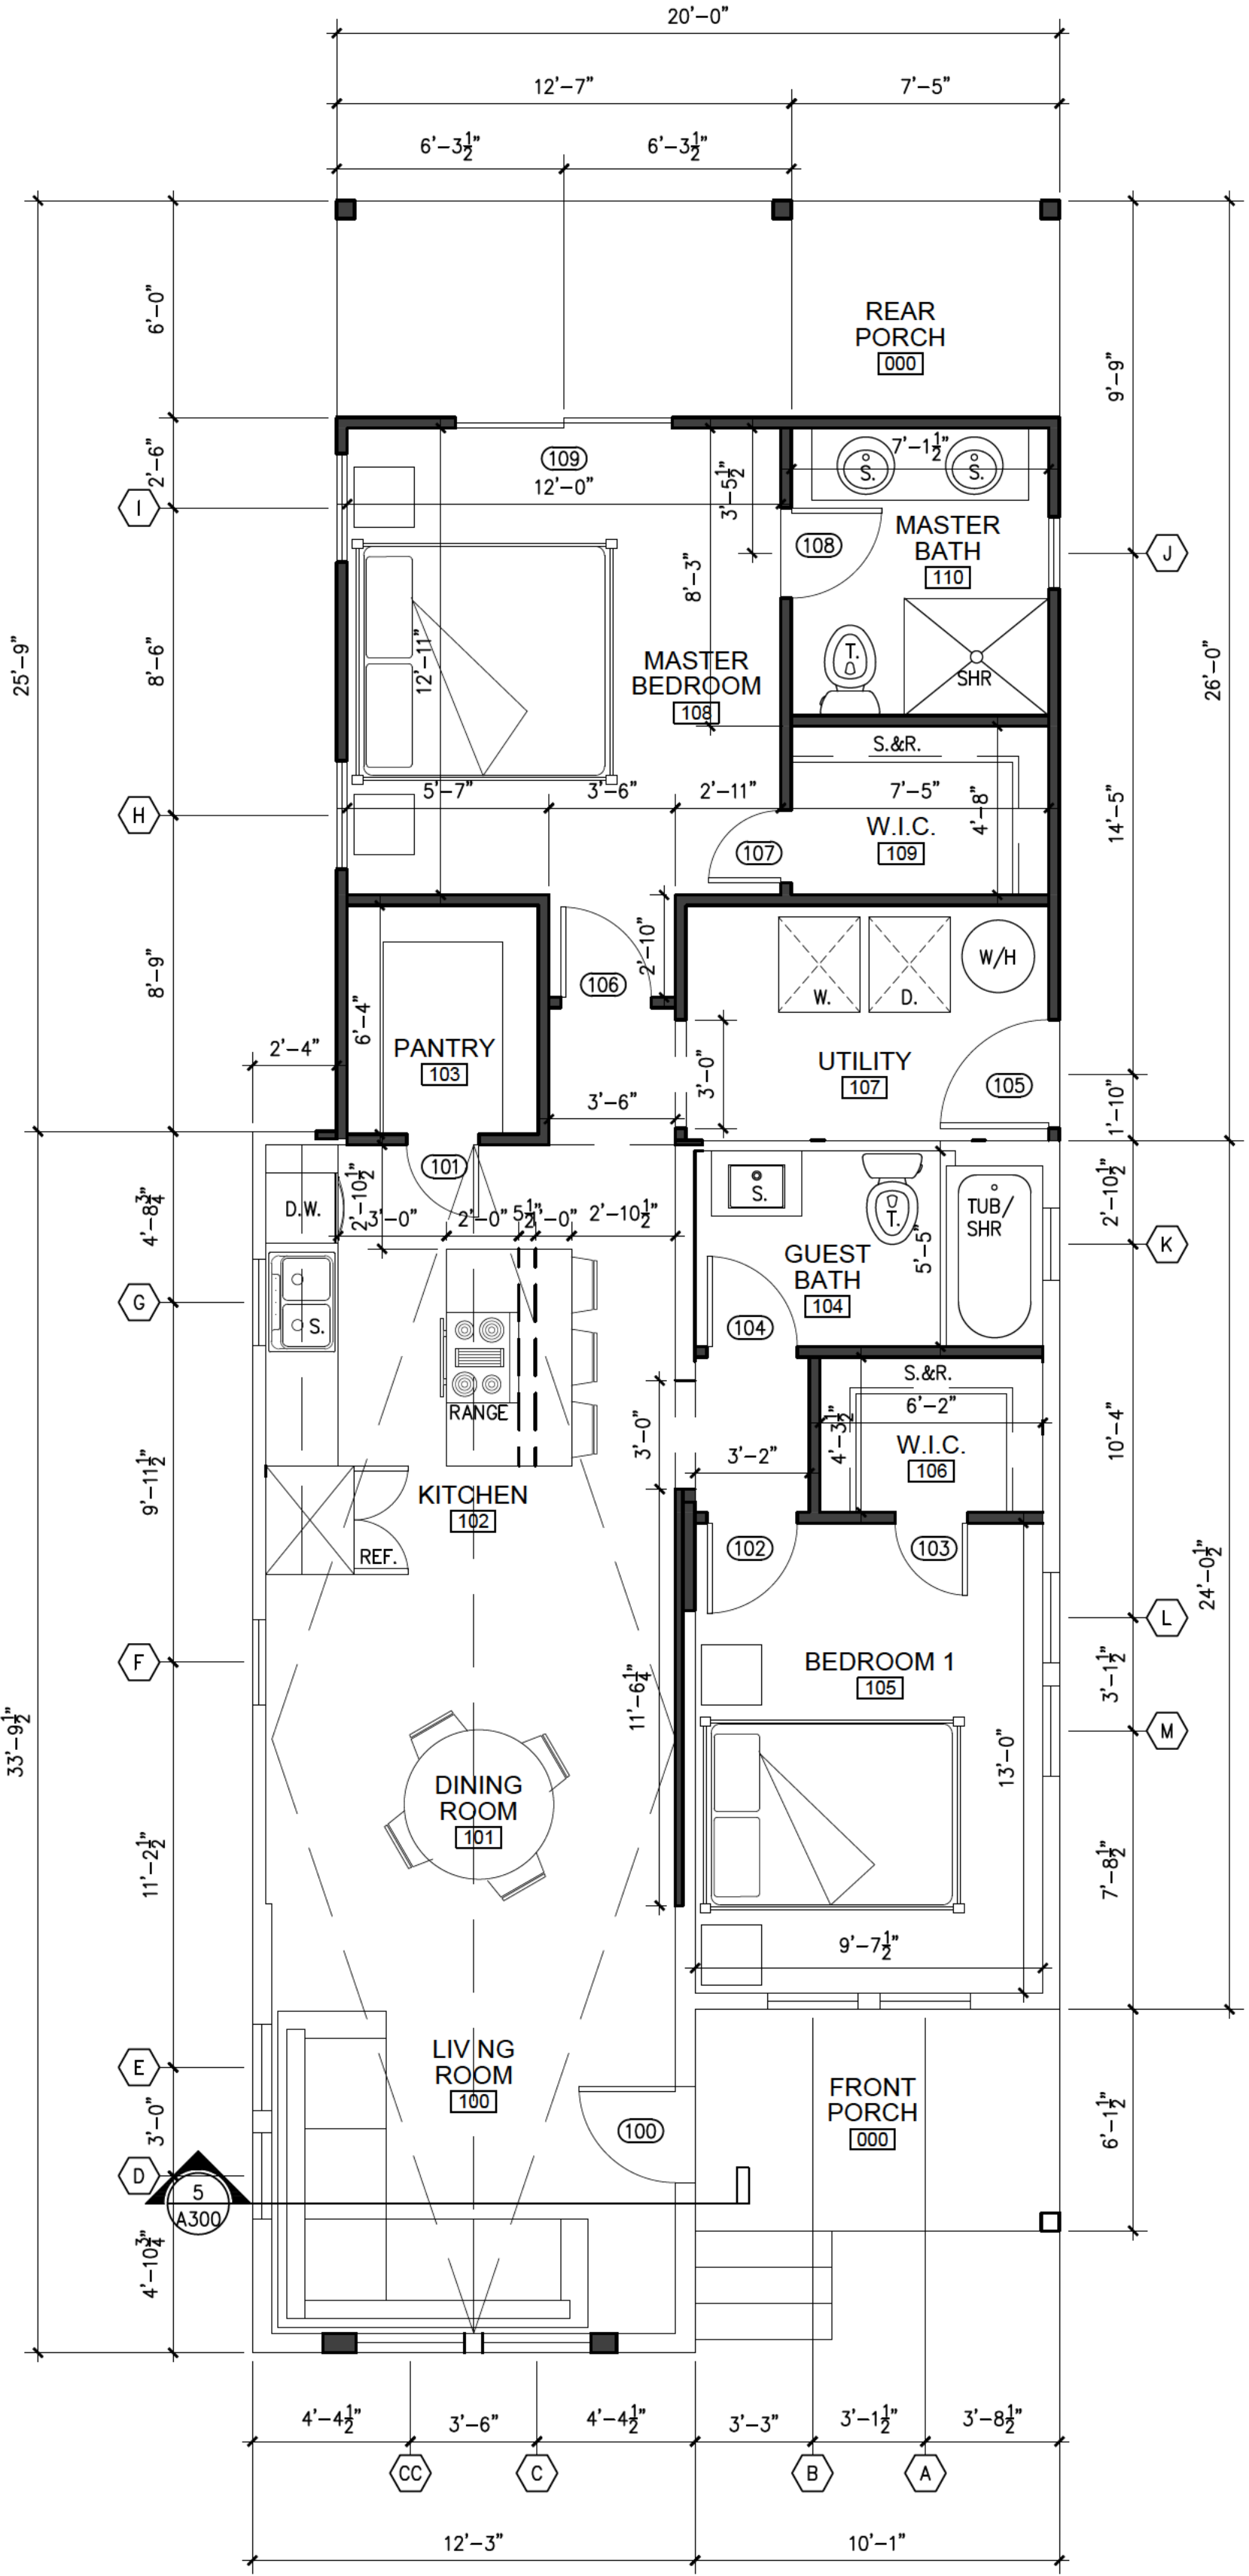 20'-0"
12'-7" 7'-5"
6'-3½" 6'-3½"
6'-0"
REAR
PORCH
000
9'-9"
2'-6"
109
12'-0"
3'-5½"
7'-1½"
S. S.
I
MASTER
BATH
110
108
J
8'-3"
25'-9"
8'-6"
12'-11"
MASTER
BEDROOM
108
T.
SHR
26'-0"
S.&R.
5'-7" 3'-6" 2'-11" 7'-5"
H
107
W.I.C.
109
4'-8"
14'-5"
8'-9"
2'-10"
106
W. D. W/H
6'-4"
2'-4"
PANTRY
103
3'-0"
UTILITY
107
105
3'-6"
1'-10"
101
4'-8¾"
D.W.
2'-10½"
3'-0" 2'-0" 5½" 1'-0" 2'-10½"
S.
T.
TUB/
SHR
2'-10½"
5'-5"
GUEST
BATH
104
K
G
S.
104
RANGE
S.&R.
6'-2"
9'-11½"
3'-0"
3'-2"
4'-3½"
W.I.C.
106
10'-4"
KITCHEN
102
REF.
102
103
24'-0½"
L
F
BEDROOM 1
105
3'-1½"
11'-6¼"
M
33'-9½"
DINING
ROOM
101
13'-0"
11'-2½"
7'-8½"
9'-7½"
LIV NG
ROOM
100
E
FRONT
PORCH
000
3'-0"
100
6'-1½"
D
5
A300
4'-10¾"
4'-4½" 3'-6" 4'-4½" 3'-3" 3'-1½" 3'-8½"
CC C B A
12'-3" 10'-1"